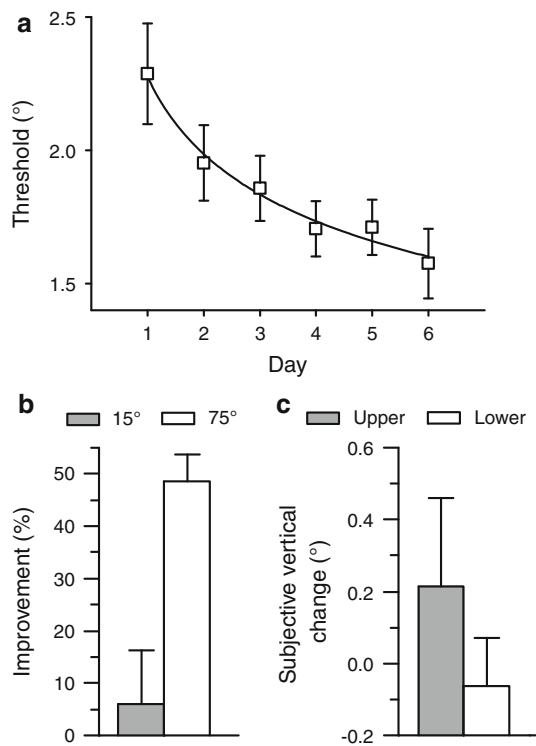 a
2.5
2.0
1.5
Threshold (°)
1 2 3 4 5 6
Day
b
15° 75°
50
40
30
20
10
0
Improvement (%)
c
Upper Lower
0.6
0.4
0.2
0.0
-0.2
Subjective vertical
change (°)